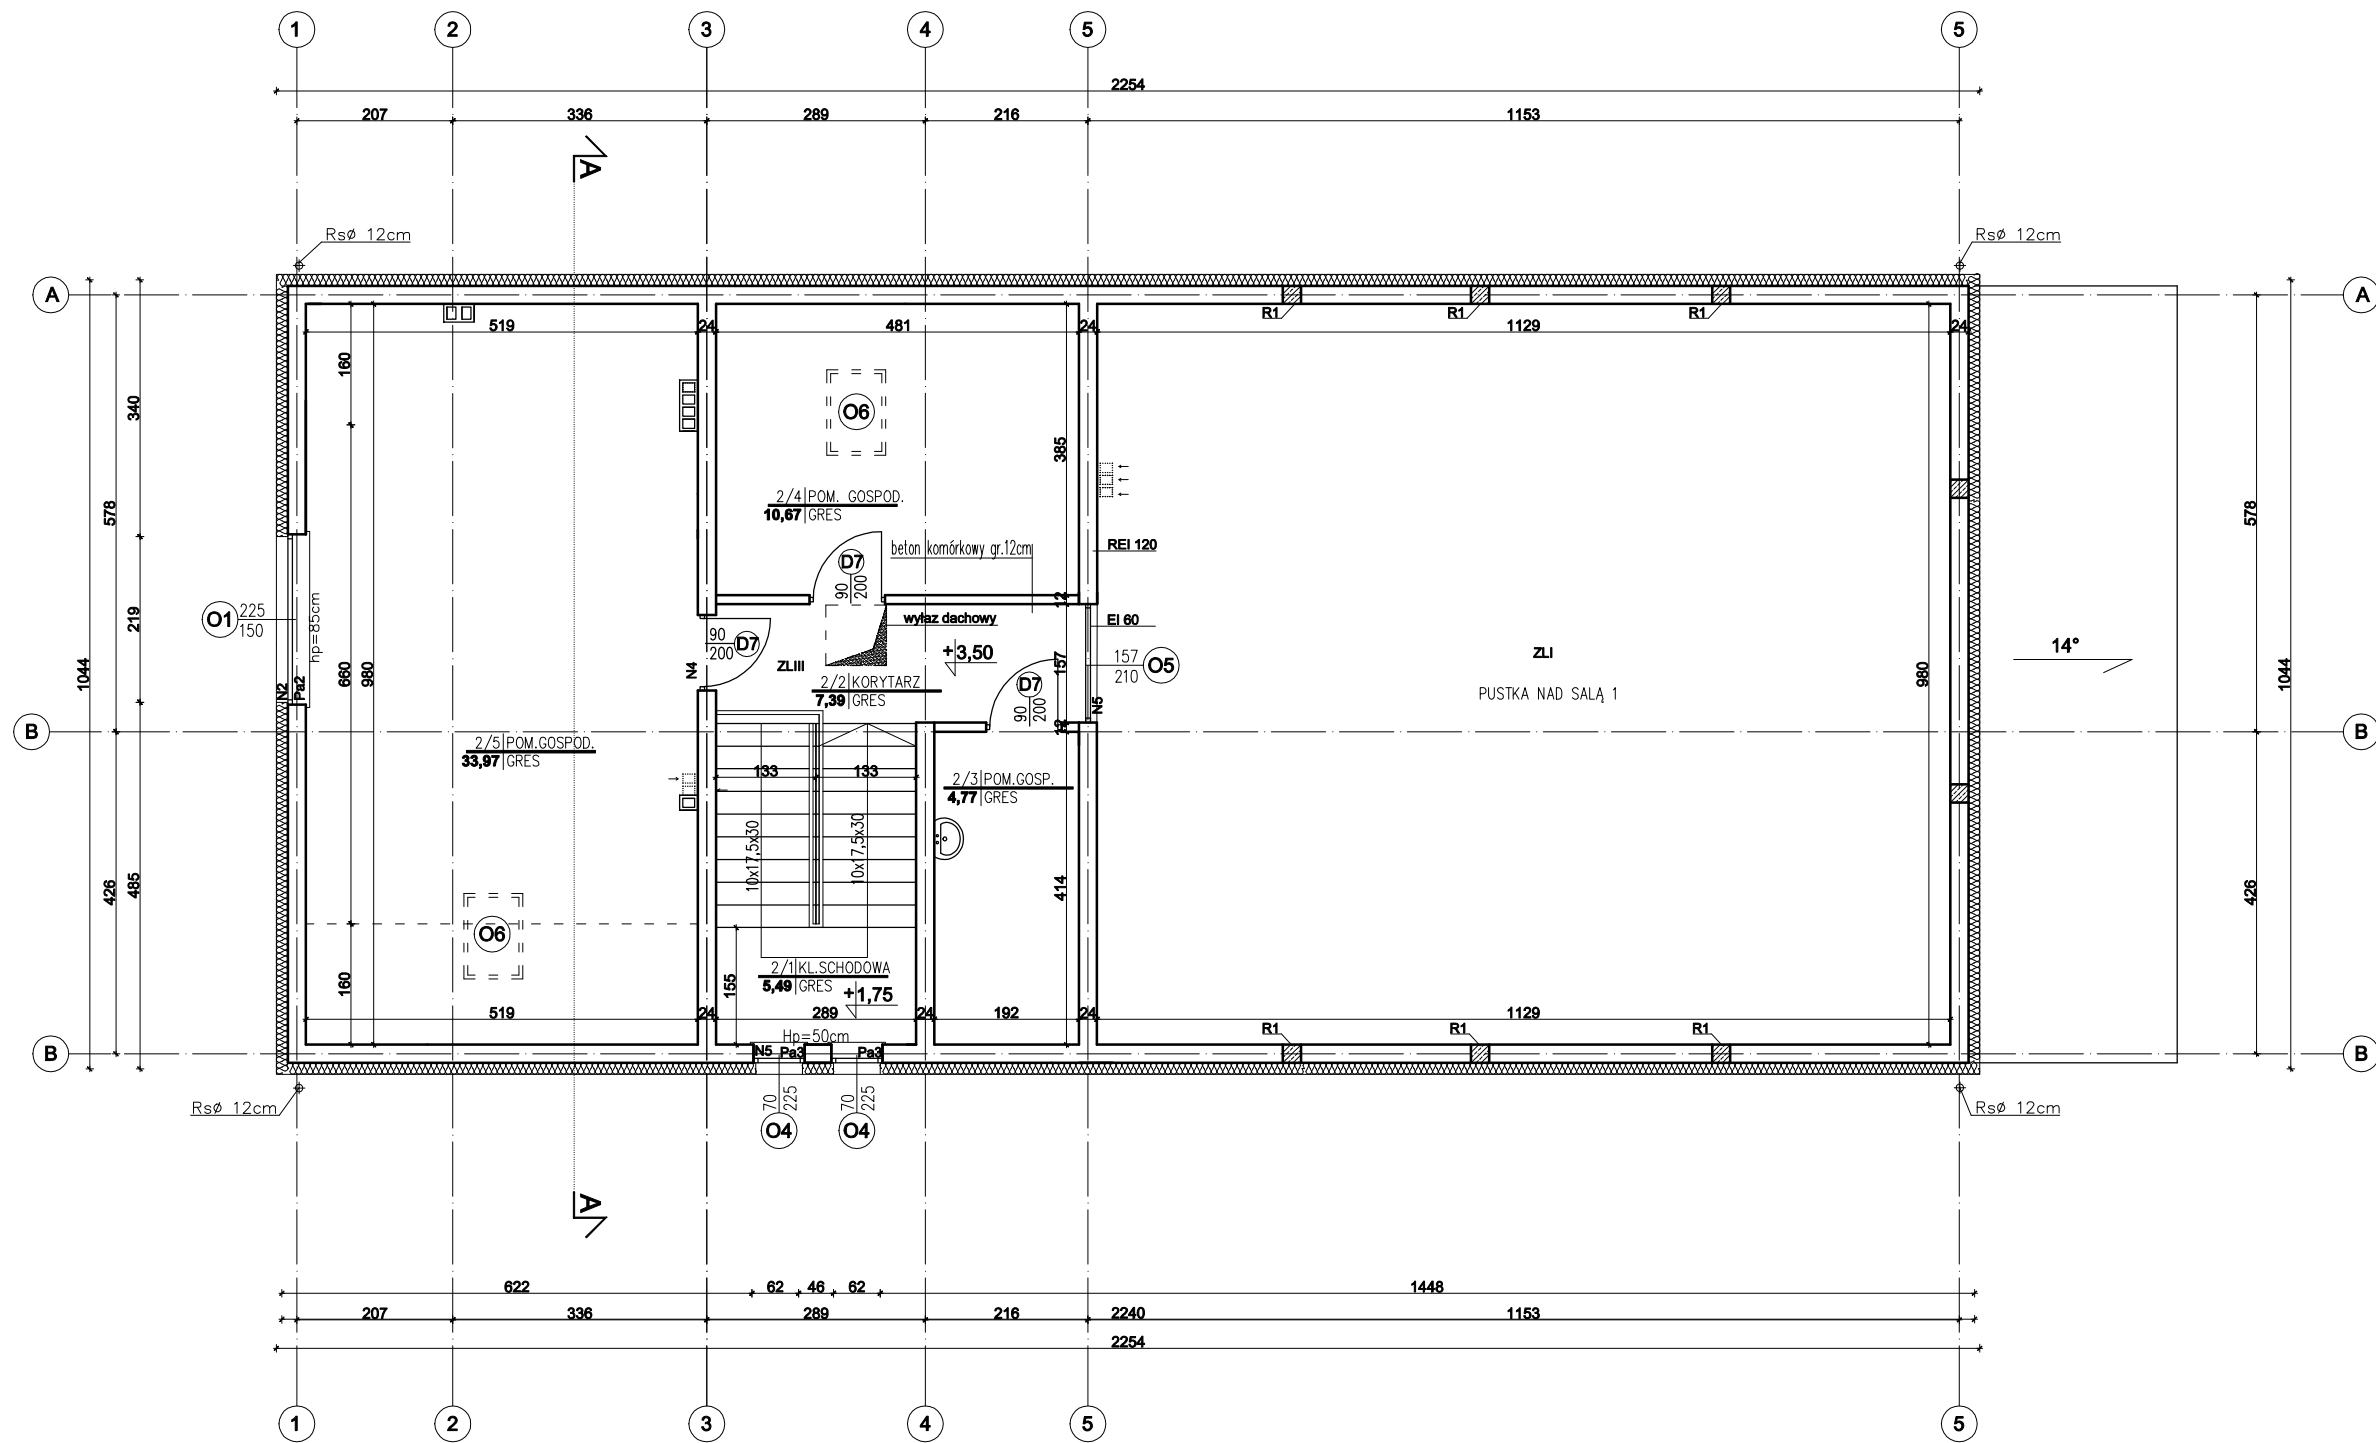 1 2 3 4 5 5
2254
207 336 289 216 1153
A
Rsø 12cm
Rsø 12cm
A
A
R1 R1 R1
519 24 481 24 1129 24
160
340
O6
385
578
578
2/4 POM. GOSPOD.
10,67 GRES
beton komórkowy gr.12cm
REI 120
D7
90
200
12
wyłaz dachowy
EI 60
O1
225
150
hp=85cm
219
90
200
D7
+3,50
157
157
210
O5
ZLIII
ZLI
14°
1044
660
980
980
1044
N4
2/2 KORYTARZ
7,39 GRES
D7
90
200
N5
12
N2
Pa2
PUSTKA NAD SALĄ 1
B
B
2/5 POM.GOSPOD.
33,97 GRES
133 133
2/3 POM.GOSP.
4,77 GRES
10x17,5x30
10x17,5x30
426
485
414
426
O6
2/1 KL.SCHODOWA
5,49 GRES
+1,75
160
155
519 24 289 24 192 24 1129
Hp=50cm
R1 R1 R1
N5 Pa3 Pa3
B
B
Rsø 12cm
70
225
70
225
Rsø 12cm
O4 O4
A
622 62 46 62 1448
207 336 289 216 2240 1153
2254
1 2 3 4 5 5